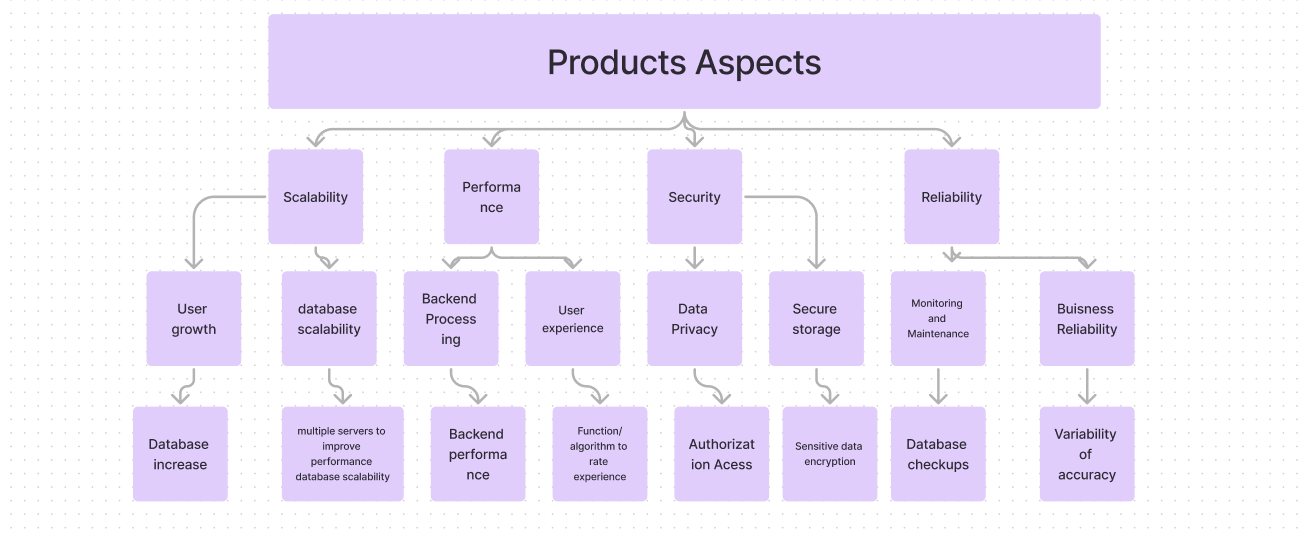 Products Aspects
Scalability
Performa
nce
Security
Reliability
User
growth
database
scalability
Backend
Process
ing
User
experience
Data
Privacy
Secure
storage
Monitoring
and
Maintenance
Buisness
Reliability
Database
increase
multiple servers to
improve
performance
database scalability
Backend
performa
nce
Function/
algorithm to
rate
experience
Authorizat
ion Acess
Sensitive data
encryption
Database
checkups
Variability
of
accuracy